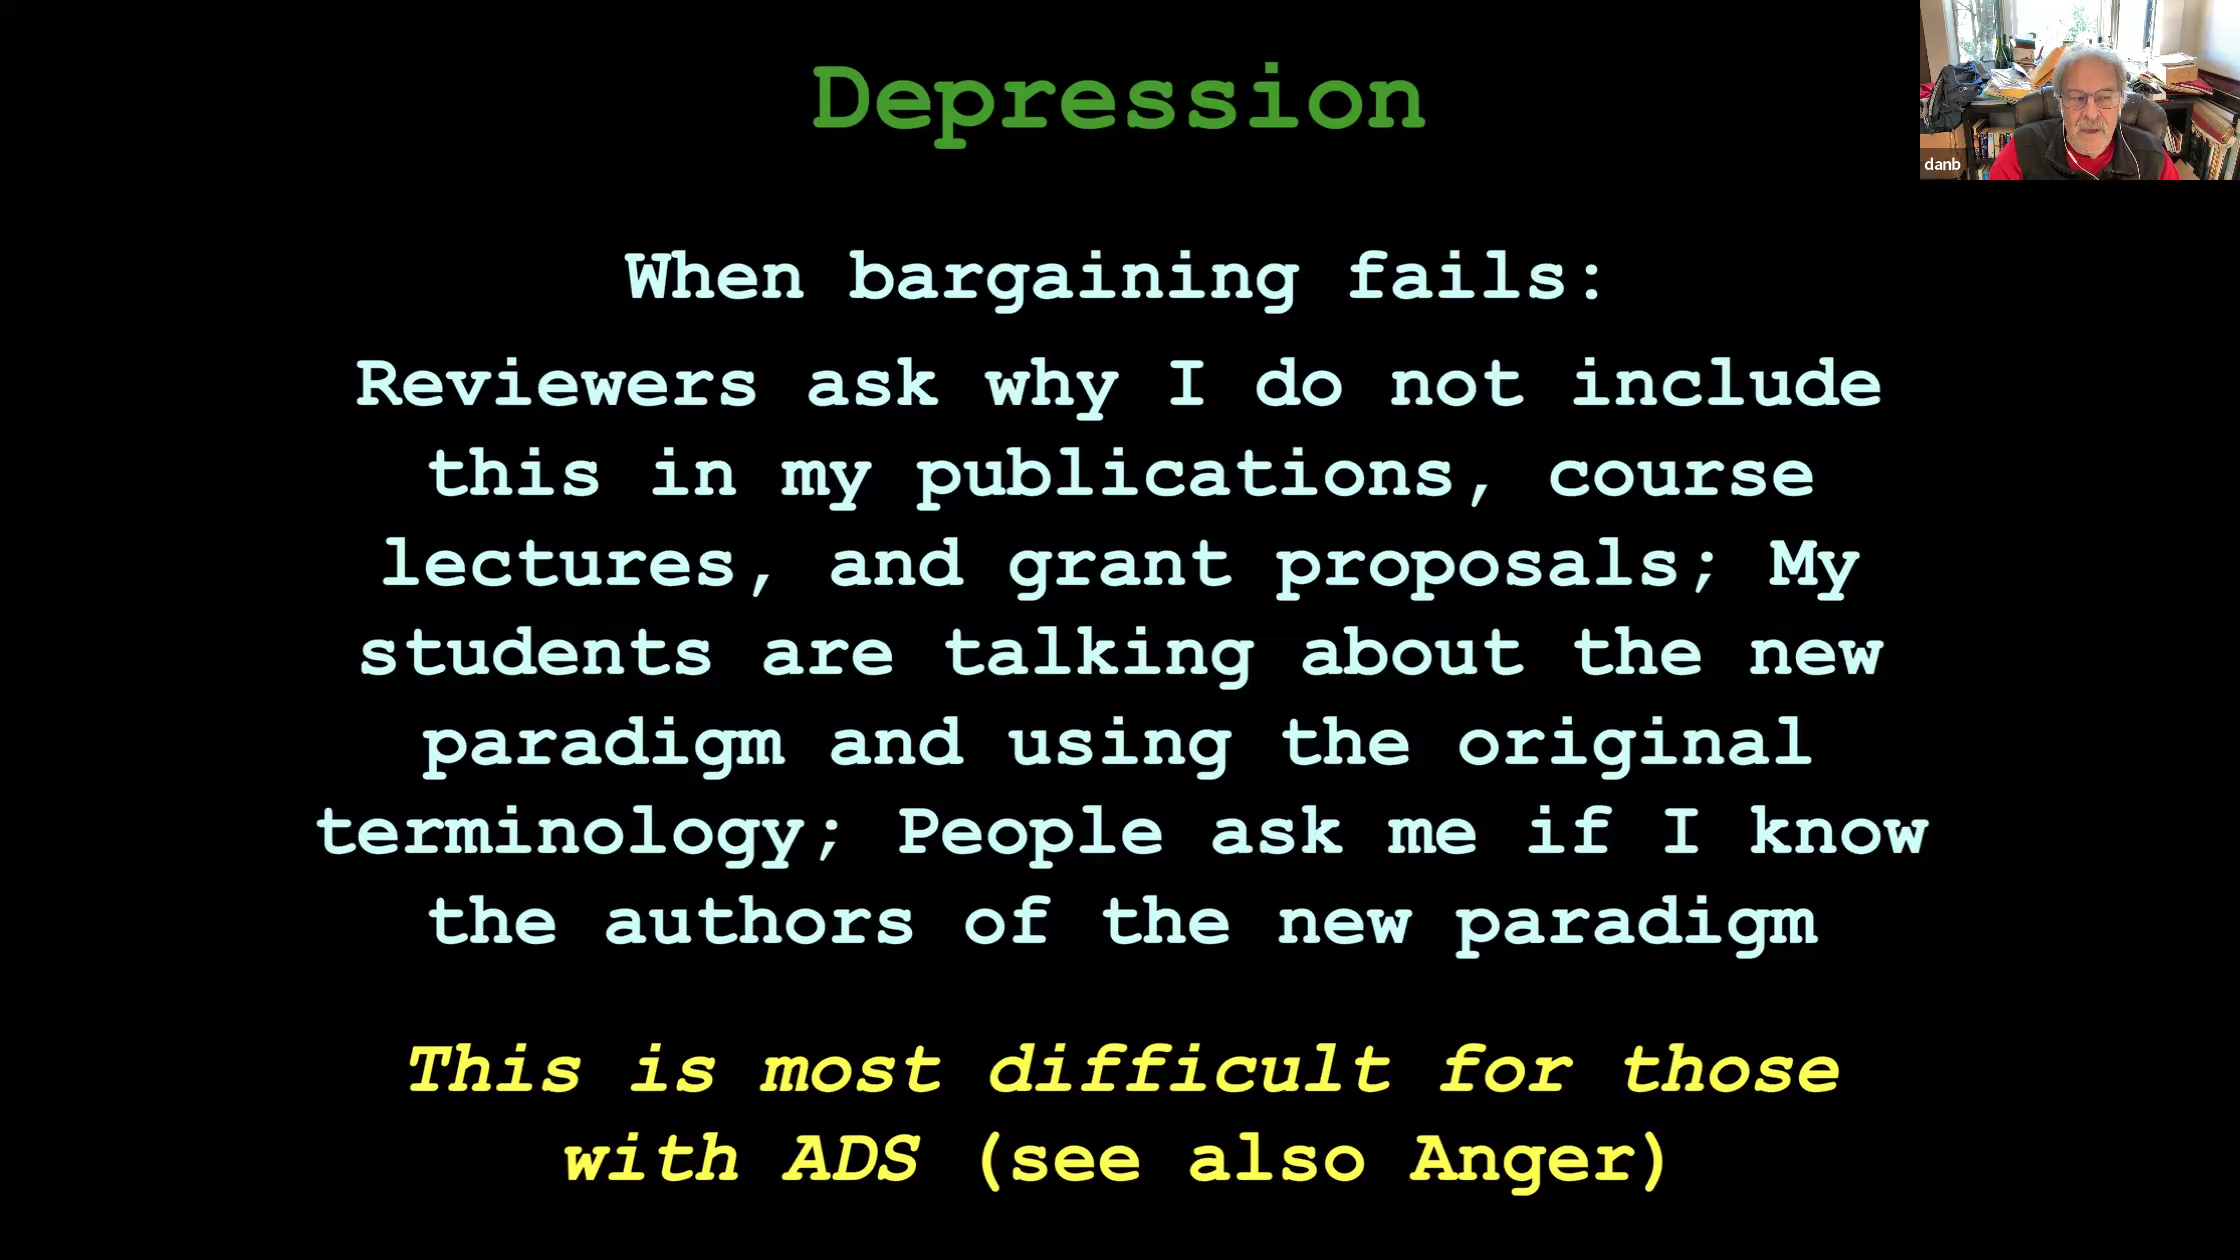 Depression
danb
When bargaining fails:
Reviewers ask why I do not include
this in my publications, course
lectures, and grant proposals; My
students are talking about the new
paradigm and using the original
terminology; People ask me if I know
the authors of the new paradigm
This is most difficult for those
with ADS (see also Anger)